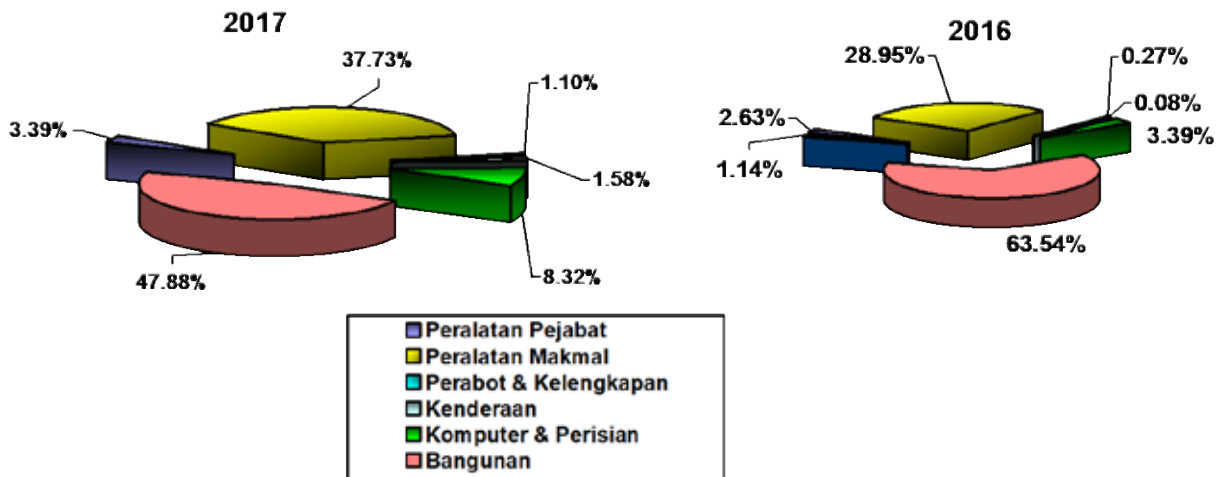 2017
37.73%
1.10%
3.39%
1.58%
47.88%
8.32%
2016
28.95%
0.27%
0.08%
2.63%
3.39%
1.14%
63.54%
Peralatan Pejabat
Peralatan Makmal
Perabot & Kelengkapan
Kenderaan
Komputer & Perisian
Bangunan